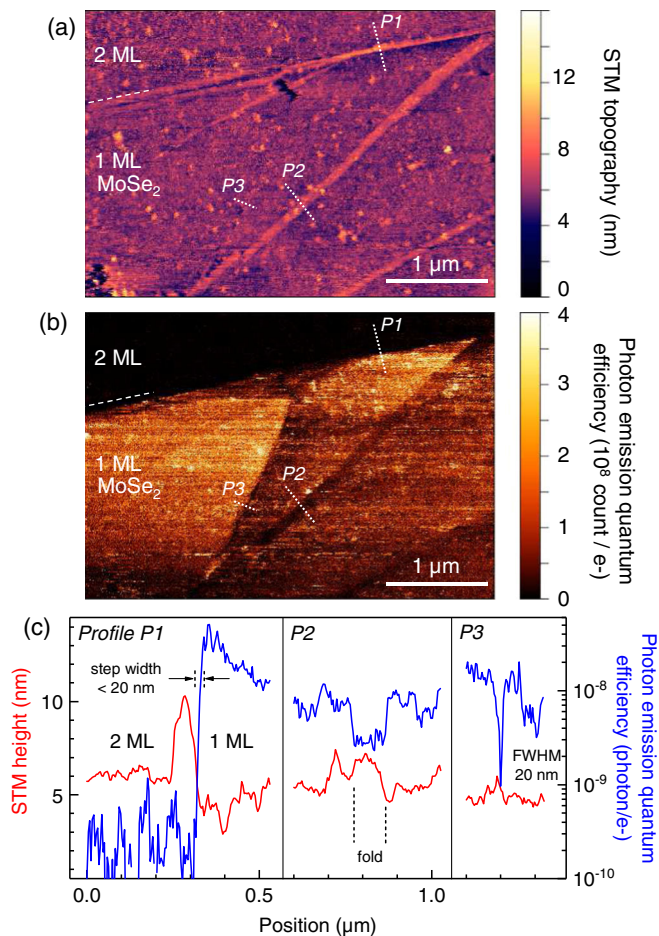 (a)
P1
2 ML
1 ML
MoSe₂
P3
P2
1 μm
12
8
4
0
STM topography (nm)
(b)
P1
2 ML
1 ML
MoSe₂
P3
P2
1 μm
4
3
2
1
0
Photon emission quantum
efficiency (10⁸ count / e-)
(c)
Profile P1
P2
P3
step width
< 20 nm
2 ML
1 ML
fold
FWHM
20 nm
10
5
STM height (nm)
10⁻⁸
10⁻⁹
10⁻¹⁰
Photon emission quantum
efficiency (photon/e-)
0.0
0.5
1.0
Position (μm)